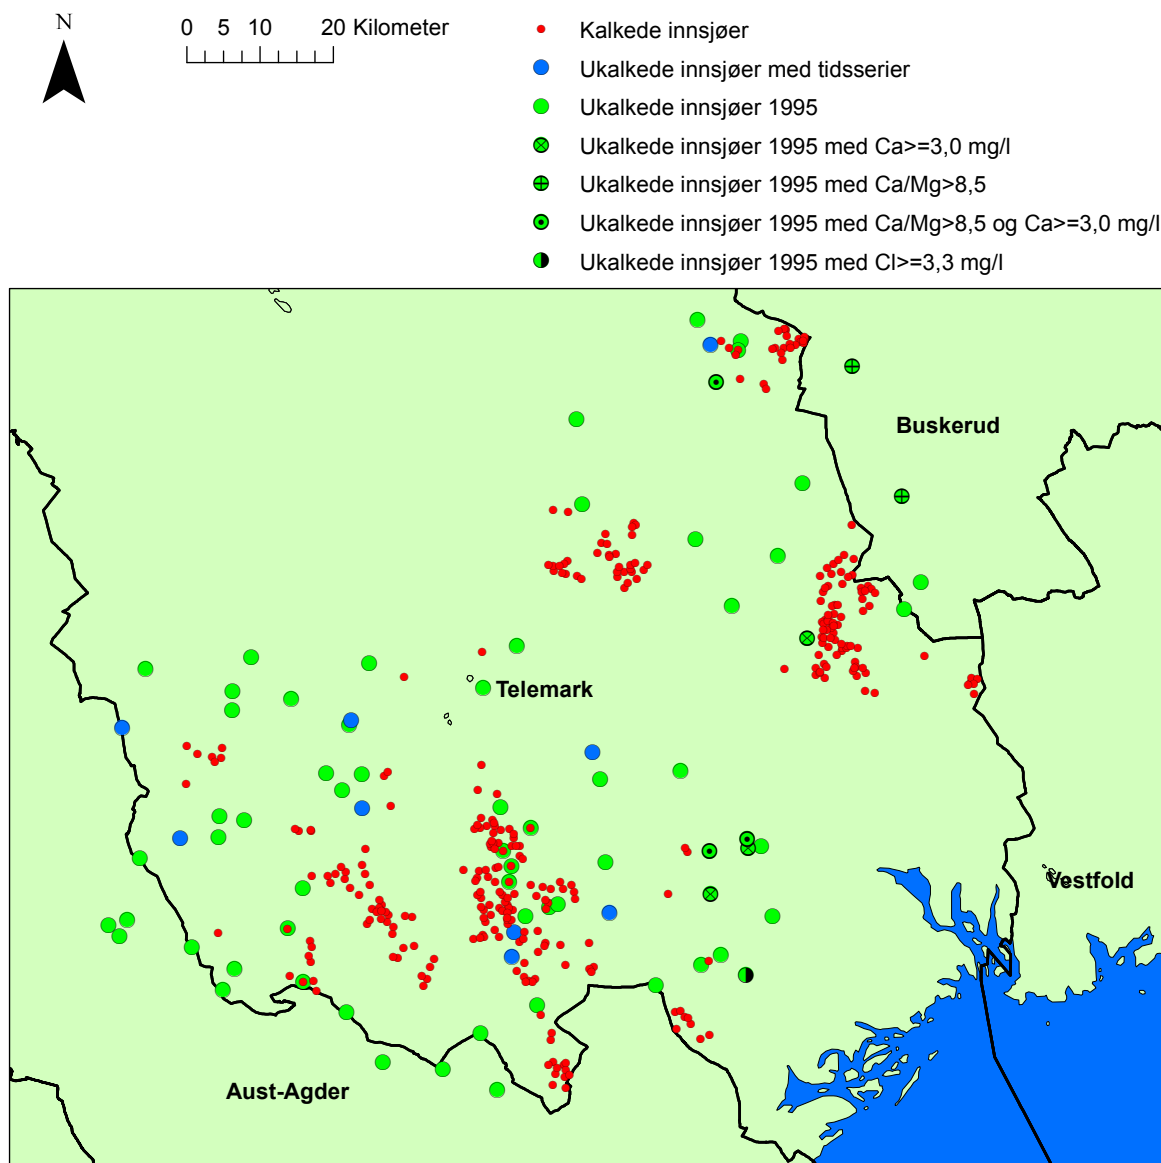 N
0 5 10 20 Kilometer
Kalkede innsjøer
Ukalkede innsjøer med tidsserier
Ukalkede innsjøer 1995
Ukalkede innsjøer 1995 med Ca>=3,0 mg/l
Ukalkede innsjøer 1995 med Ca/Mg>8,5
Ukalkede innsjøer 1995 med Ca/Mg>8,5 og Ca>=3,0 mg/l
Ukalkede innsjøer 1995 med Cl>=3,3 mg/l
Buskerud
Telemark
Vestfold
Aust-Agder